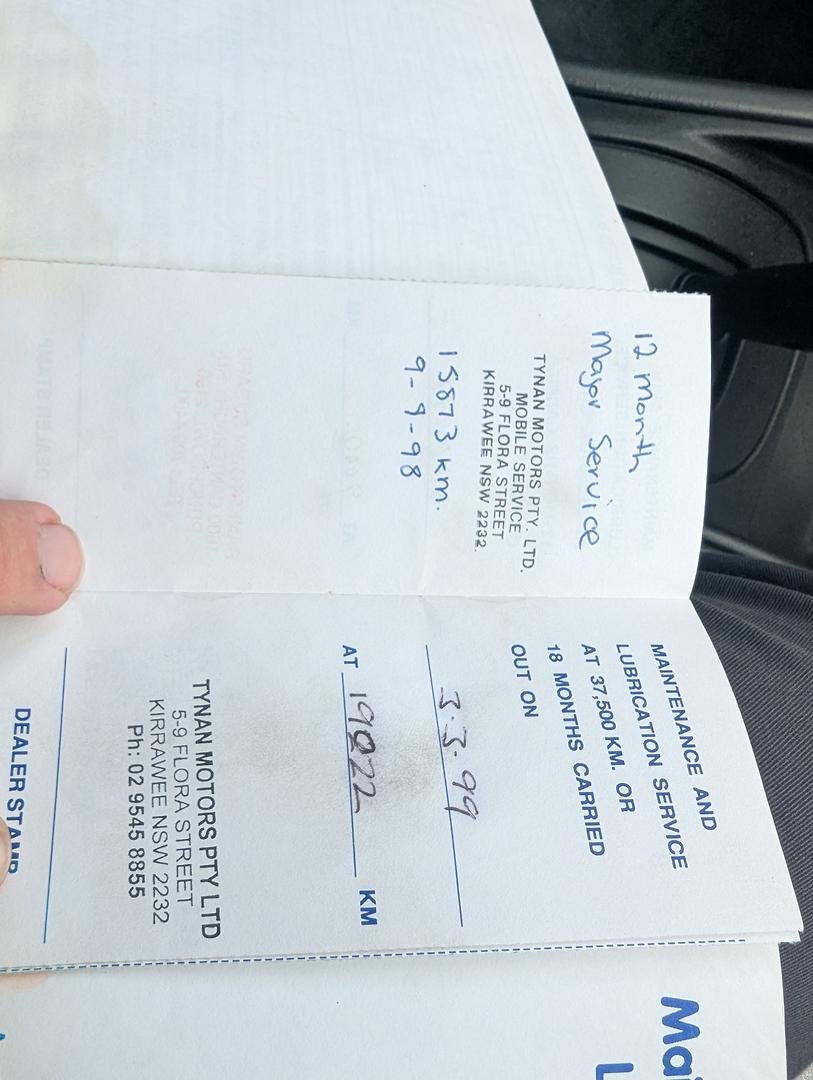 12 month
Major Service
TYNAN MOTORS PTY. LTD.
MOBILE SERVICE
5-9 FLORA STREET
KIRRAWEE NSW 2232.
15873 km.
9-9-98
MAINTENANCE AND
LUBRICATION SERVICE
AT 37,500 KM. OR
18 MONTHS CARRIED
OUT ON
3.3.99
AT 19022 KM
TYNAN MOTORS PTY LTD
5-9 FLORA STREET
KIRRAWEE NSW 2232
Ph: 02 9545 8855
DEALER STAMP